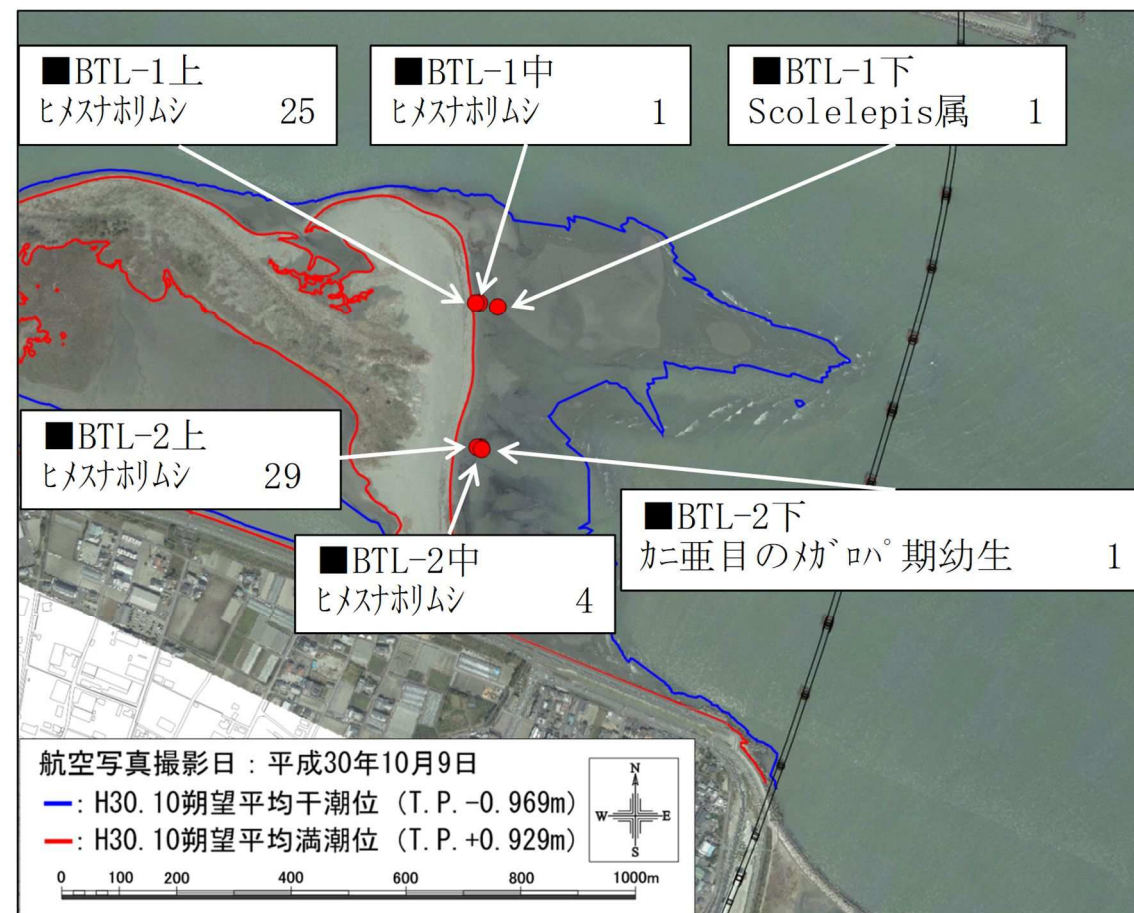 ■BTL-1上
ﾋﾒｽﾅﾎﾘﾑｼ 25
■BTL-1中
ﾋﾒｽﾅﾎﾘﾑｼ 1
■BTL-1下
Scolelepis属 1
■BTL-2上
ﾋﾒｽﾅﾎﾘﾑｼ 29
■BTL-2中
ﾋﾒｽﾅﾎﾘﾑｼ 4
■BTL-2下
ｶﾆ亜目のﾒｶﾞﾛﾊﾟ期幼生 1
航空写真撮影日：平成30年10月9日
━: H30.10朔望平均干潮位 (T.P.-0.969m)
━: H30.10朔望平均満潮位 (T.P.+0.929m)
N
W E
S
0 100 200 400 600 800 1000m